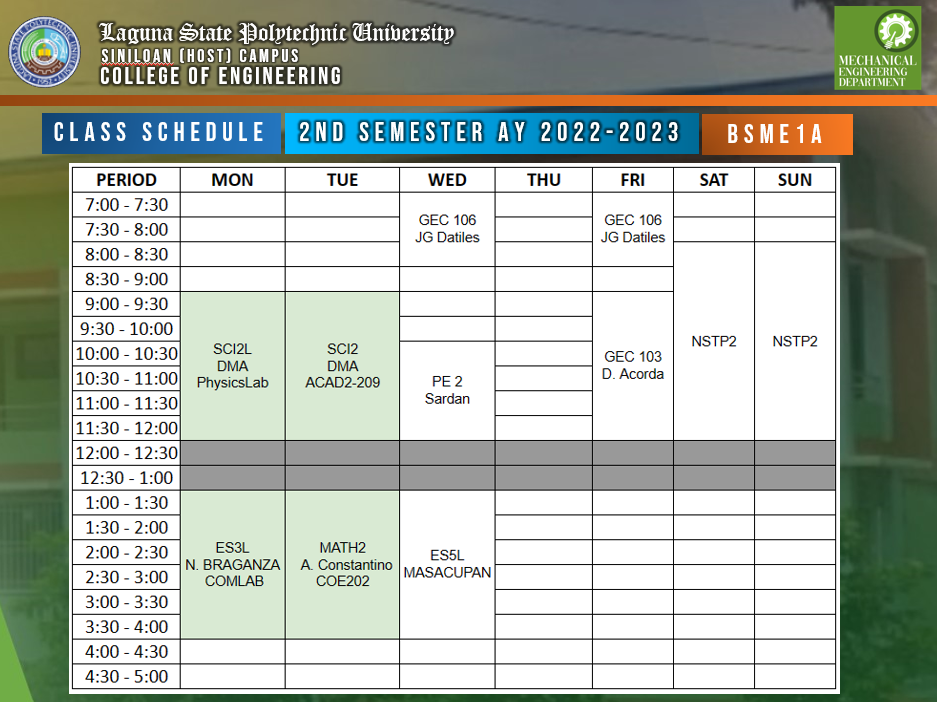 Laguna State Polytechnic University
SINILOAN (HOST) CAMPUS
COLLEGE OF ENGINEERING
MECHANICAL
ENGINEERING
DEPARTMENT
CLASS SCHEDULE
2ND SEMESTER AY 2022-2023
BSME1A
PERIOD MON TUE WED THU FRI SAT SUN
7:00 - 7:30
7:30 - 8:00
GEC 106
JG Datiles
GEC 106
JG Datiles
8:00 - 8:30
8:30 - 9:00
9:00 - 9:30
9:30 - 10:00
10:00 - 10:30
10:30 - 11:00
11:00 - 11:30
11:30 - 12:00
SCI2L
DMA
PhysicsLab
SCI2
DMA
ACAD2-209
PE 2
Sardan
GEC 103
D. Acorda
NSTP2
NSTP2
12:00 - 12:30
12:30 - 1:00
1:00 - 1:30
1:30 - 2:00
2:00 - 2:30
2:30 - 3:00
3:00 - 3:30
3:30 - 4:00
ES3L
N. BRAGANZA
COMLAB
MATH2
A. Constantino
COE202
ES5L
MASACUPAN
4:00 - 4:30
4:30 - 5:00